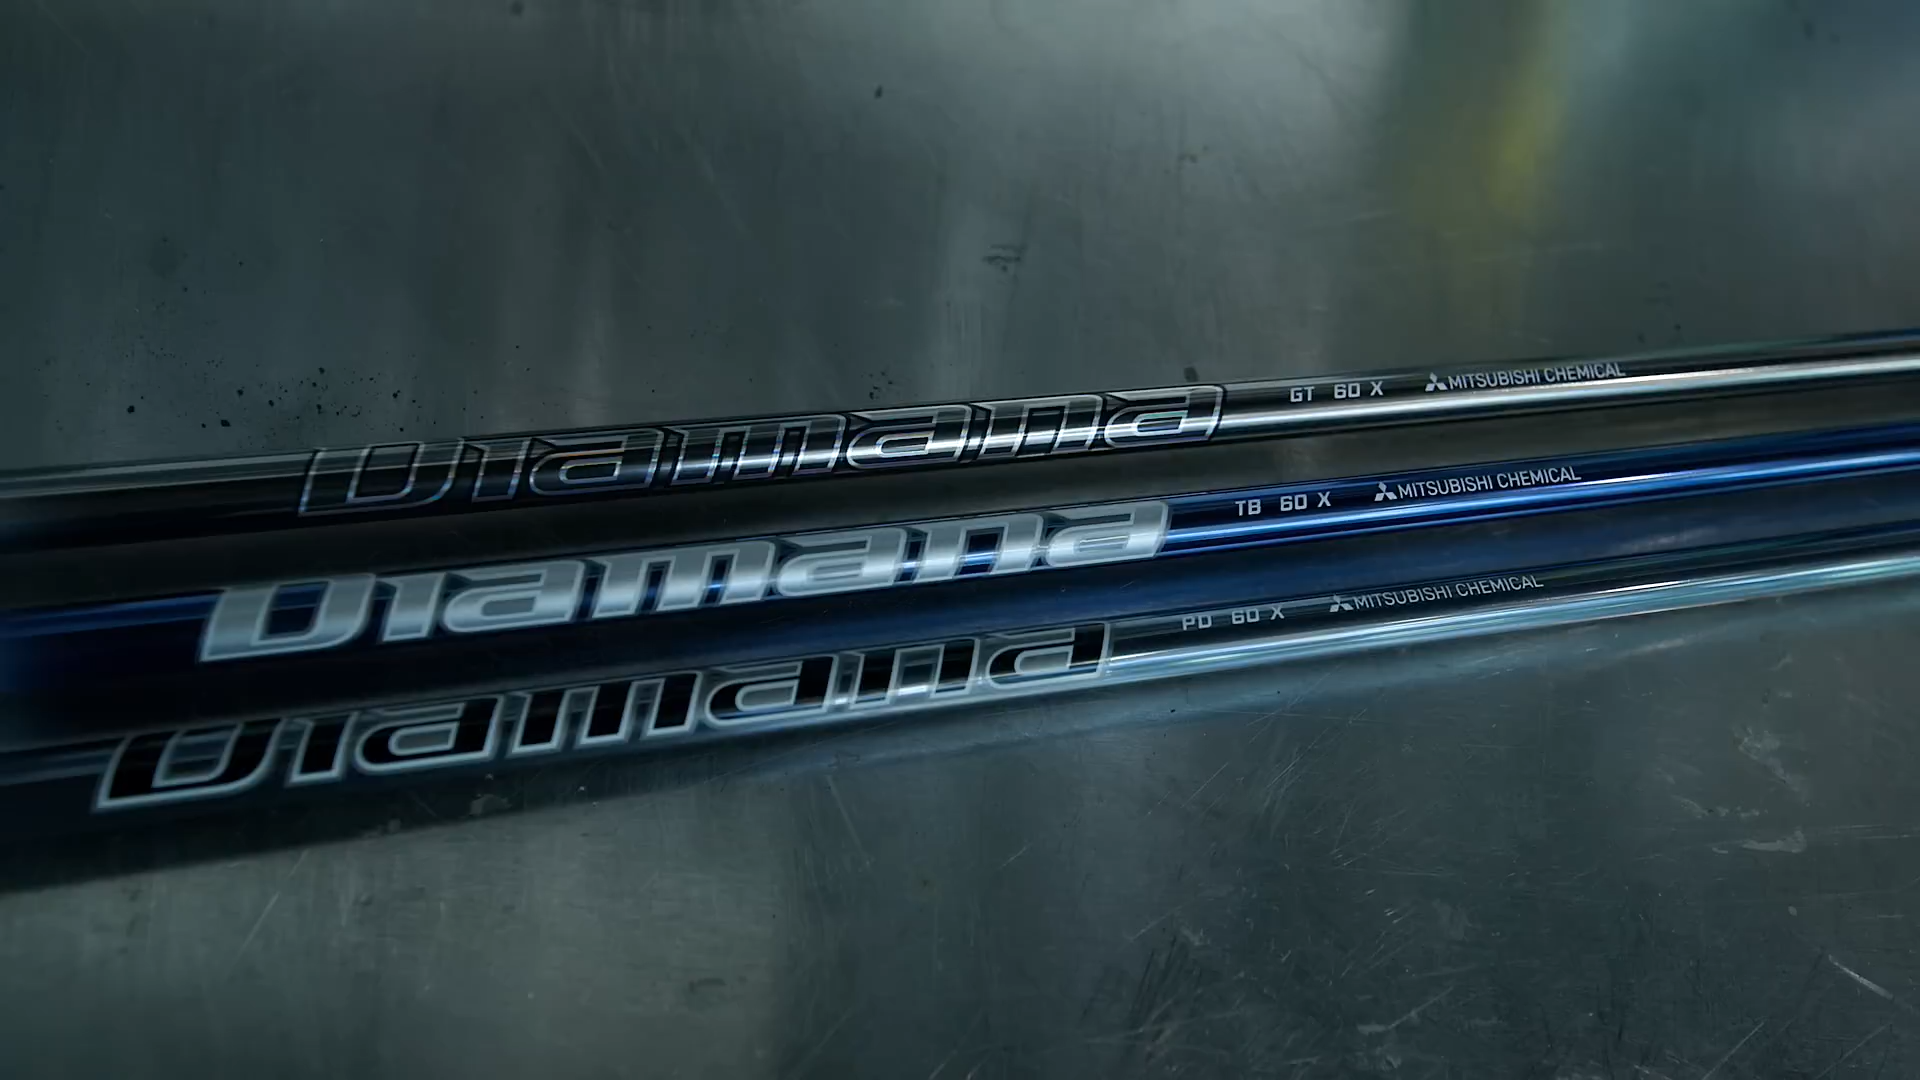 Diamana GT 60 X MITSUBISHI CHEMICAL
Diamana TB 60 X MITSUBISHI CHEMICAL
Diamana PD 60 X MITSUBISHI CHEMICAL